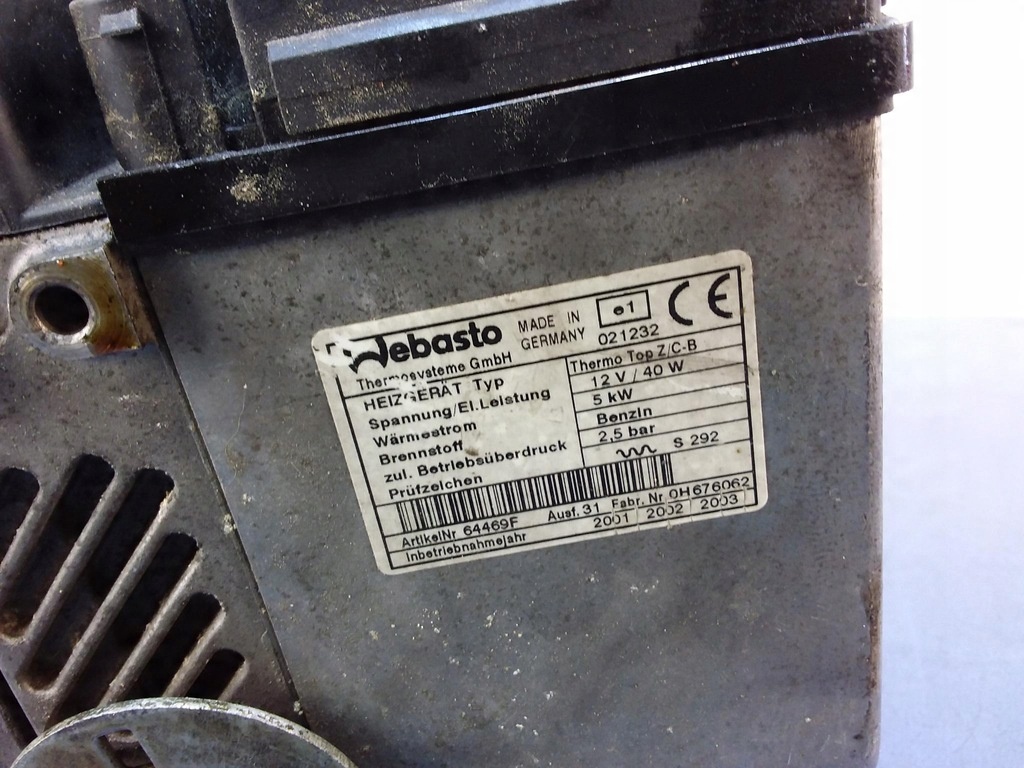 Webasto
Thermosysteme GmbH
MADE IN
GERMANY
e1
021232
CE
HEIZGERÄT Typ Thermo Top Z/C-B
Spannung/El.Leistung 12 V / 40 W
Wärmestrom 5 kW
Brennstoff Benzin
zul. Betriebsüberdruck 2,5 bar
Prüfzeichen S 292
ArtikelNr 64469F Ausf. 31 Fabr. Nr 0H676062
Inbetriebnahmejahr 2001 2002 2003